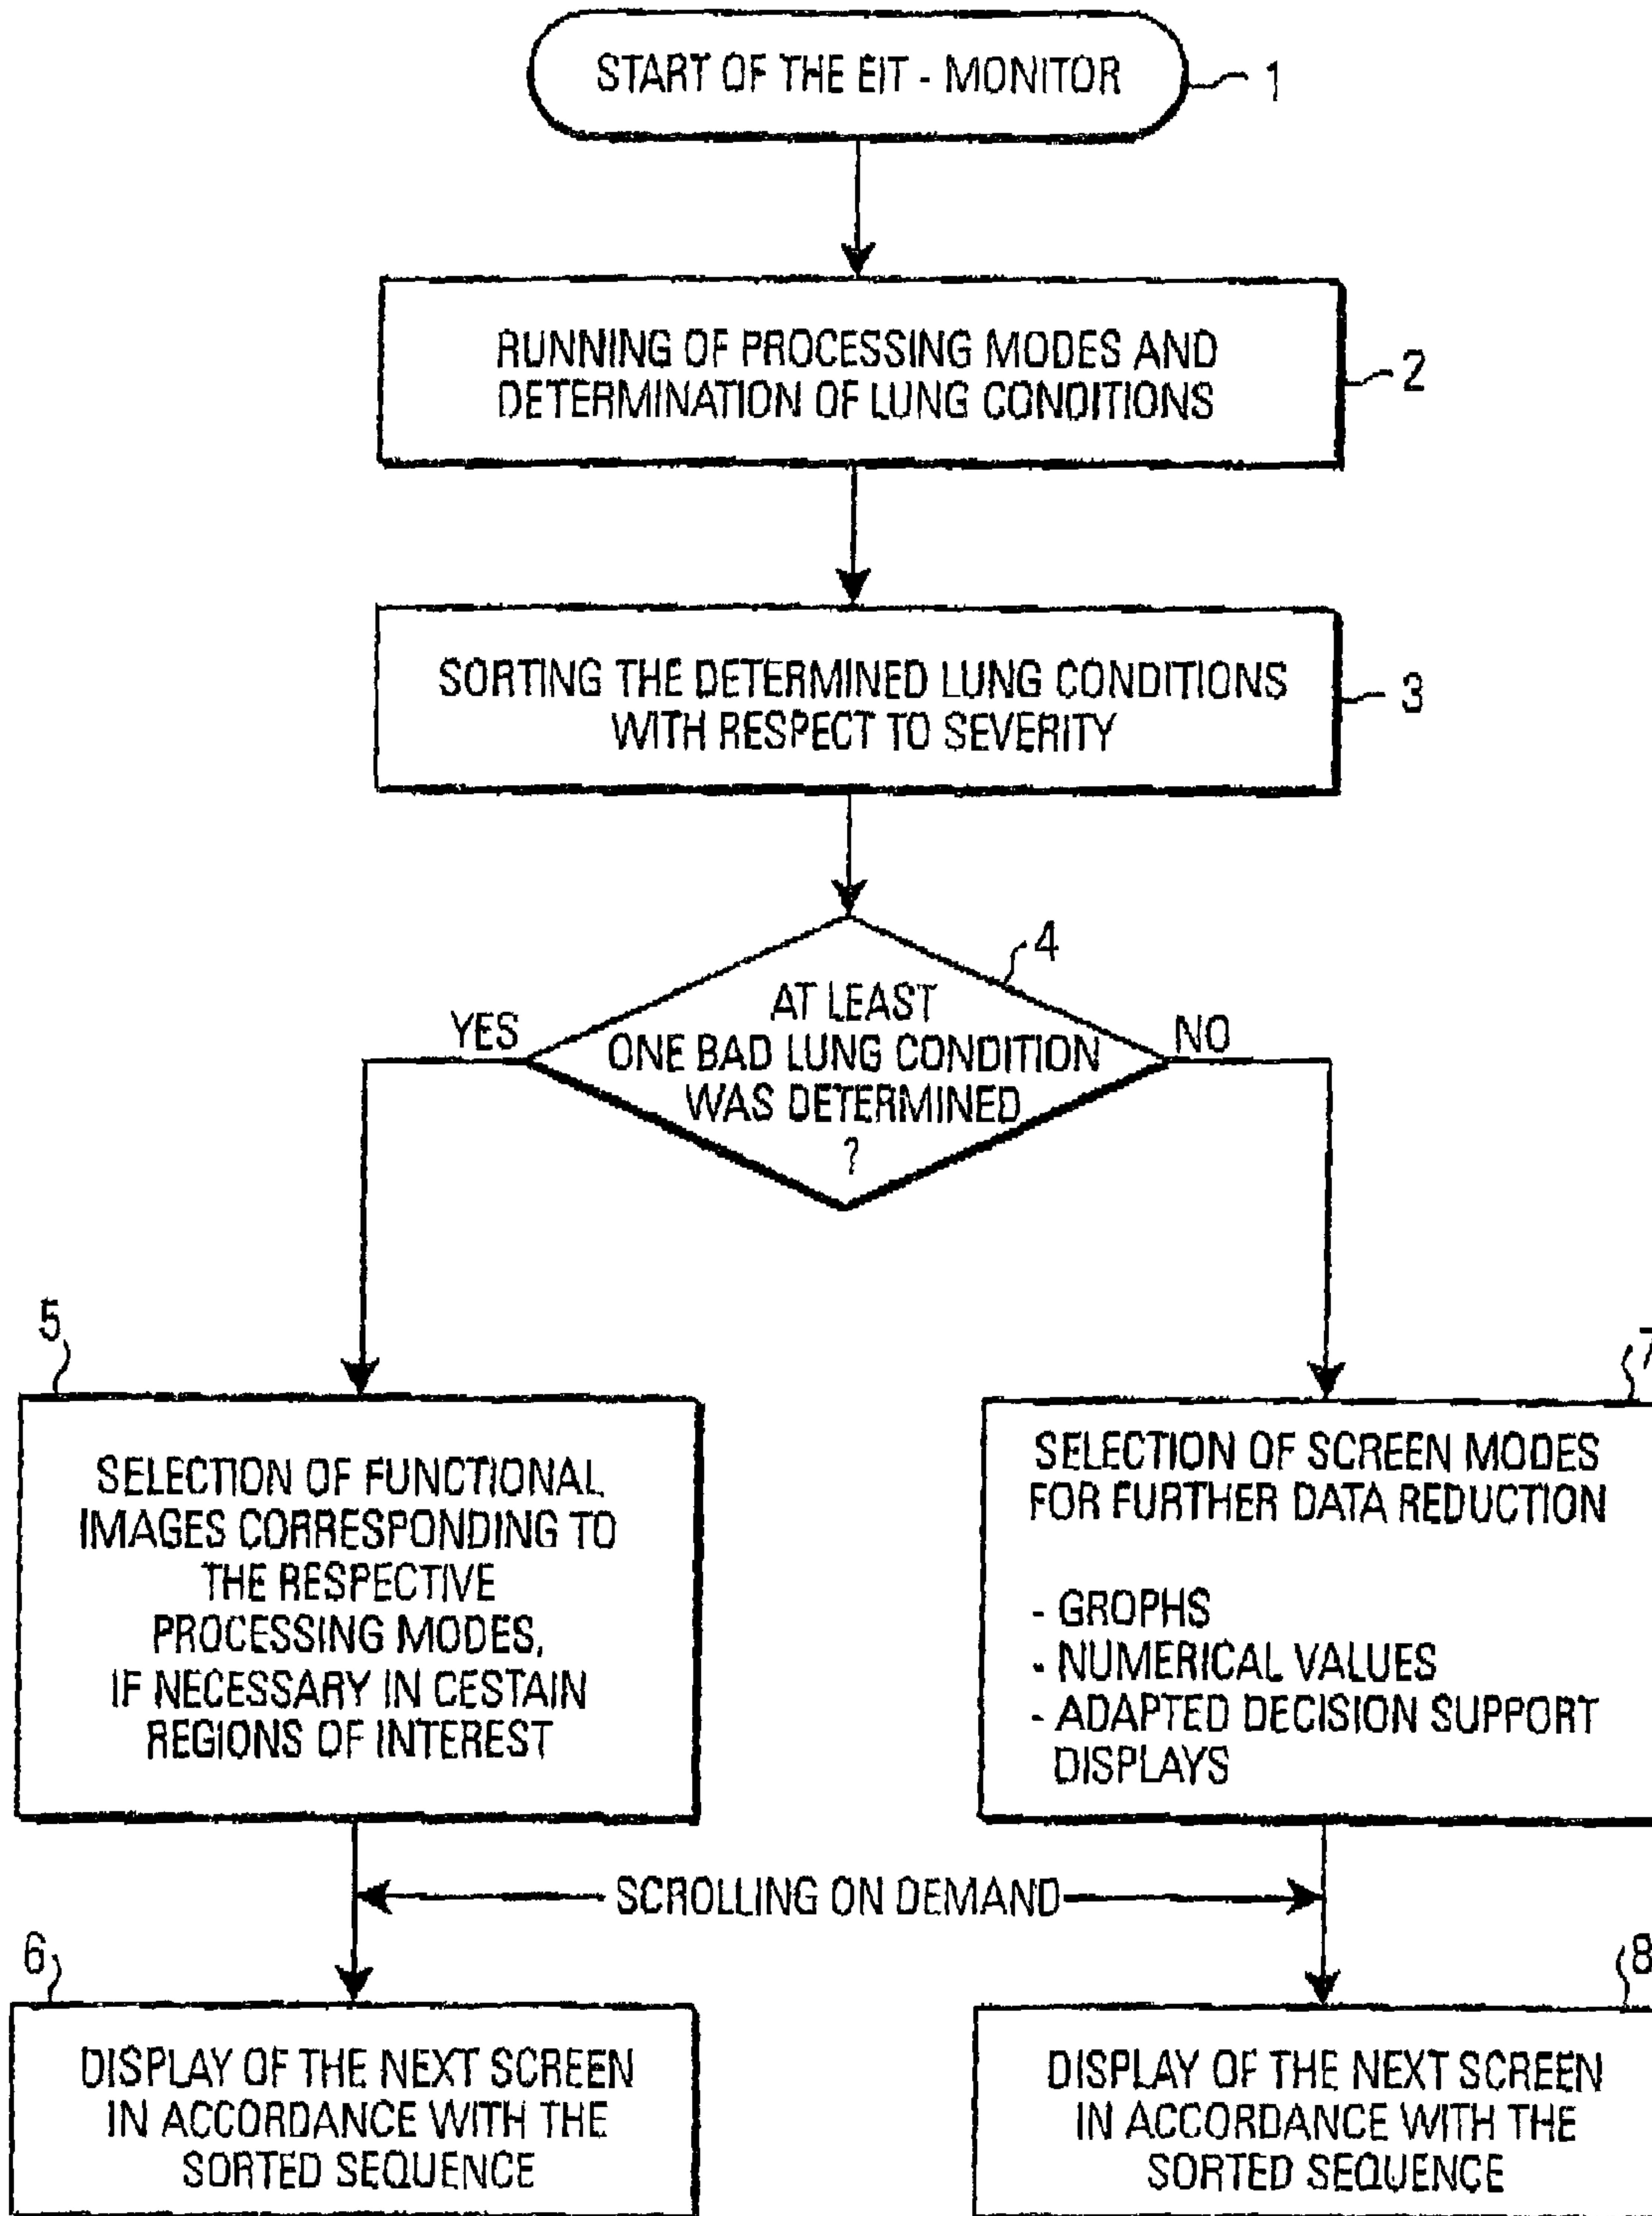 START OF THE EIT - MONITOR
1
RUNNING OF PROCESSING MODES AND
DETERMINATION OF LUNG CONDITIONS
2
SORTING THE DETERMINED LUNG CONDITIONS
WITH RESPECT TO SEVERITY
3
4
AT LEAST
ONE BAD LUNG CONDITION
WAS DETERMINED
?
YES
NO
5
SELECTION OF FUNCTIONAL
IMAGES CORRESPONDING TO
THE RESPECTIVE
PROCESSING MODES,
IF NECESSARY IN CESTAIN
REGIONS OF INTEREST
7
SELECTION OF SCREEN MODES
FOR FURTHER DATA REDUCTION
- GROPHS
- NUMERICAL VALUES
- ADAPTED DECISION SUPPORT
DISPLAYS
SCROLLING ON DEMAND
6
DISPLAY OF THE NEXT SCREEN
IN ACCORDANCE WITH THE
SORTED SEQUENCE
8
DISPLAY OF THE NEXT SCREEN
IN ACCORDANCE WITH THE
SORTED SEQUENCE